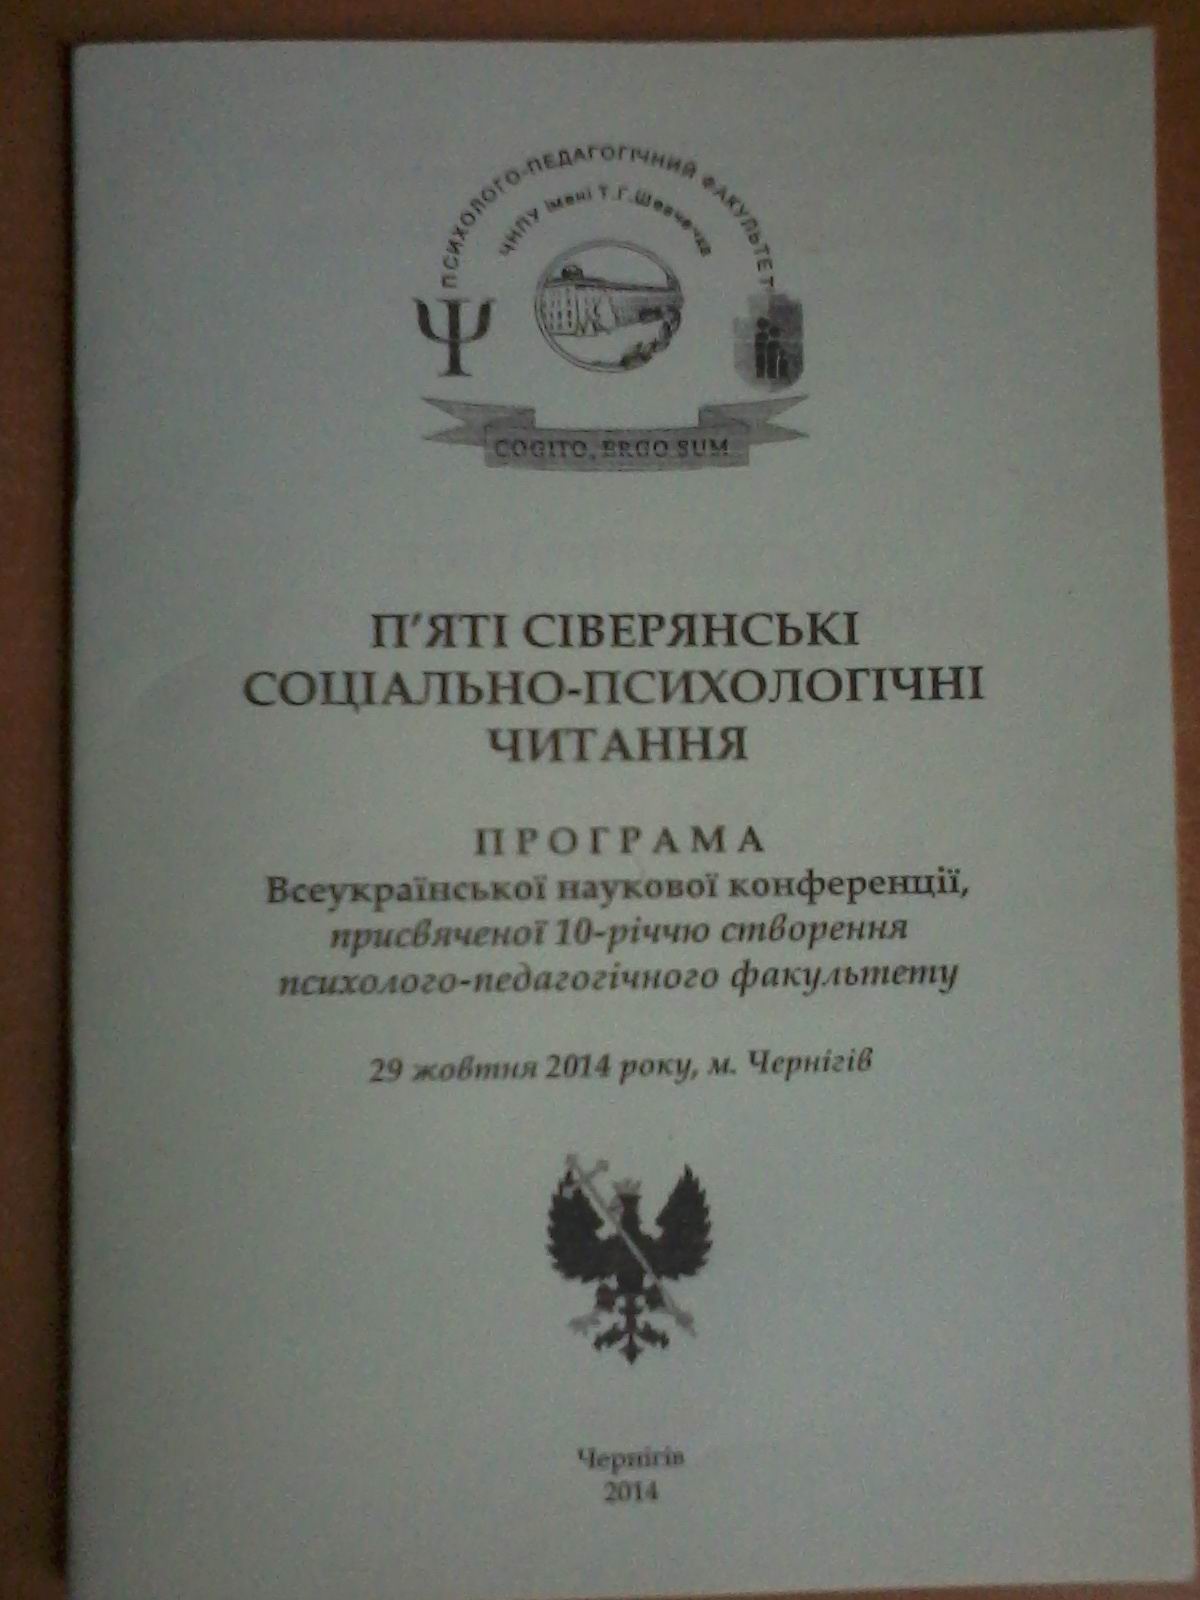 ПСИХОЛОГО-ПЕДАГОГІЧНИЙ ФАКУЛЬТЕТ
ЧНПУ імені Т.Г.Шевченка
Ψ
COGITO, ERGO SUM
П’ЯТІ СІВЕРЯНСЬКІ
СОЦІАЛЬНО-ПСИХОЛОГІЧНІ
ЧИТАННЯ
ПРОГРАМА
Всеукраїнської наукової конференції,
присвяченої 10-річчю створення
психолого-педагогічного факультету
29 жовтня 2014 року, м. Чернігів
Чернігів
2014